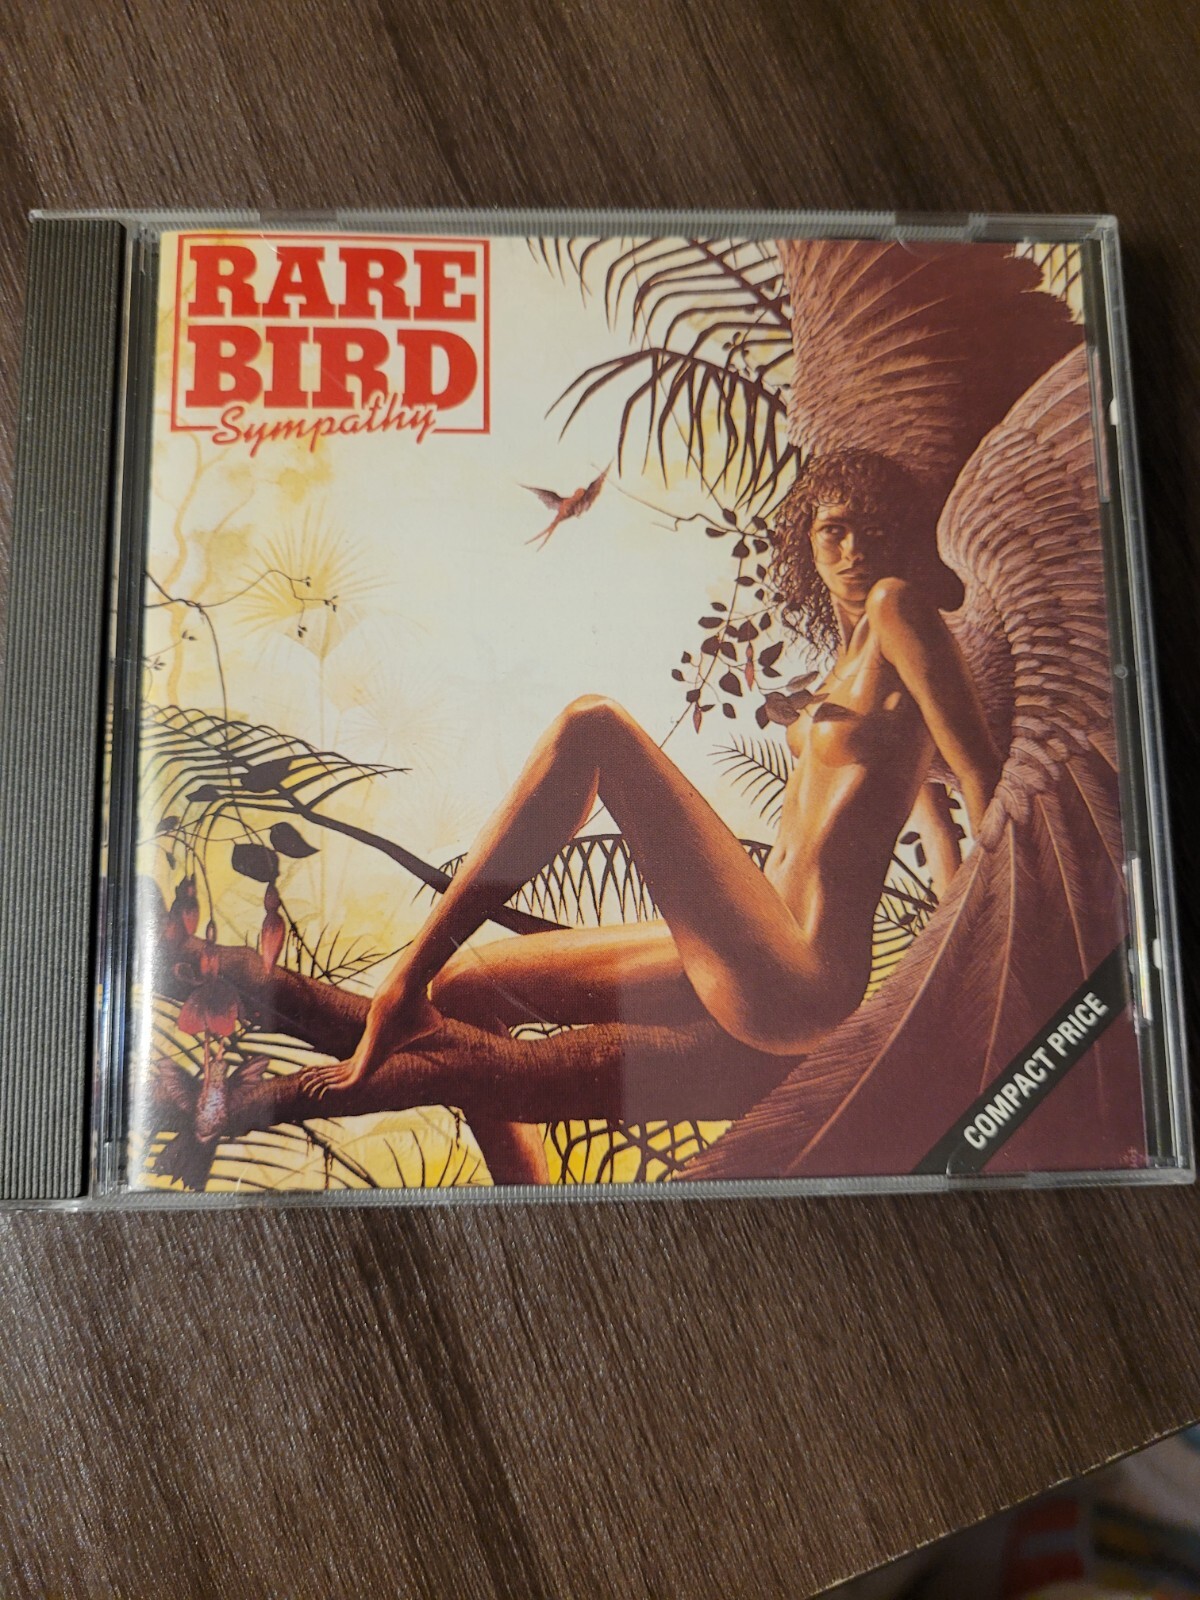 RARE
BIRD
Sympathy
COMPACT PRICE